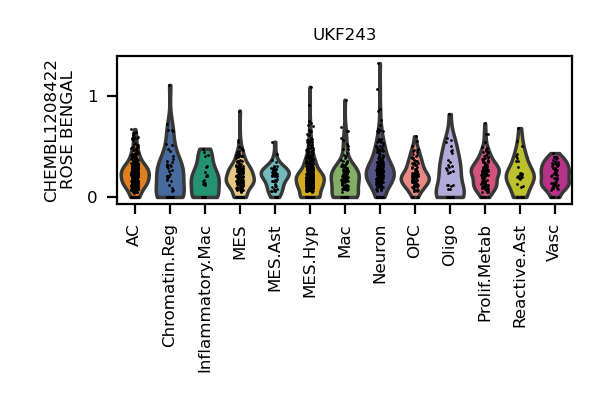 UKF243
CHEMBL1208422
ROSE BENGAL
1
0
AC
Chromatin.Reg
Inflammatory.Mac
MES
MES.Ast
MES.Hyp
Mac
Neuron
OPC
Oligo
Prolif.Metab
Reactive.Ast
Vasc